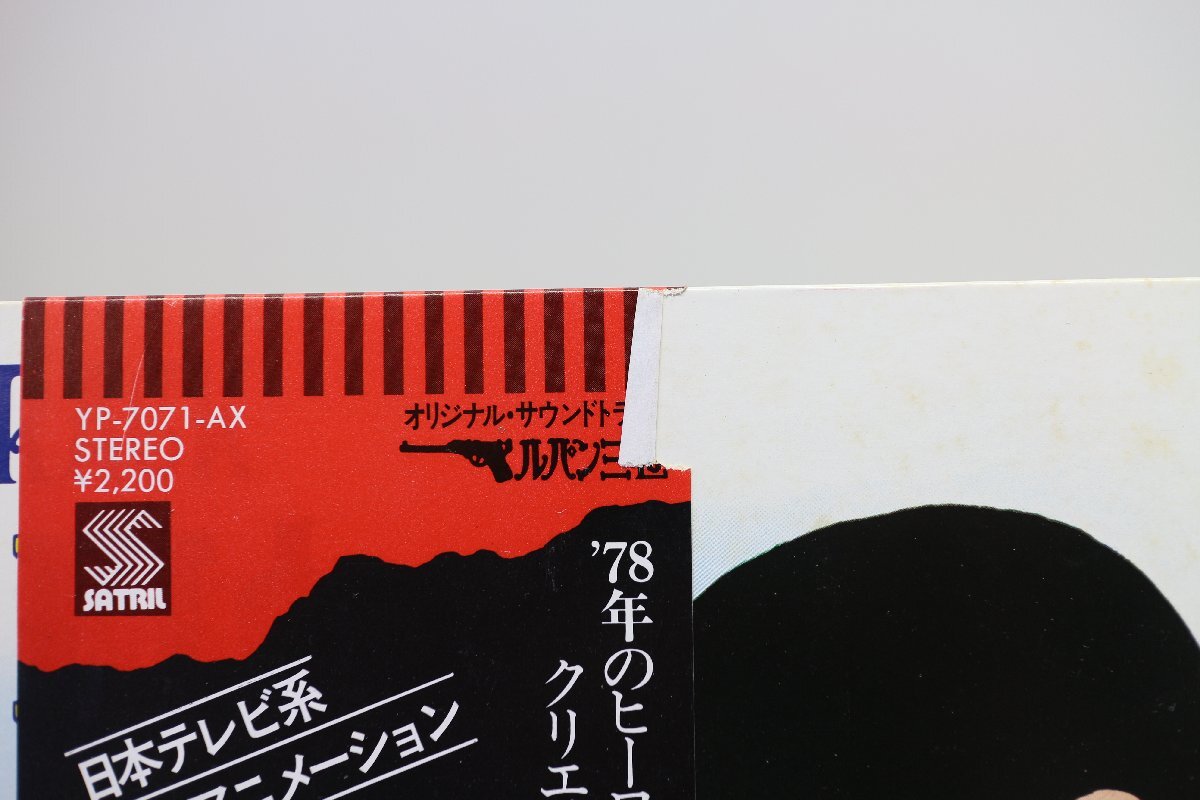 YP-7071-AX
STEREO
¥2,200
SATRIL
オリジナル・サウンドトラ
ルパン三世
'78年のヒーロ
クリエ
日本テレビ系
アニメーション